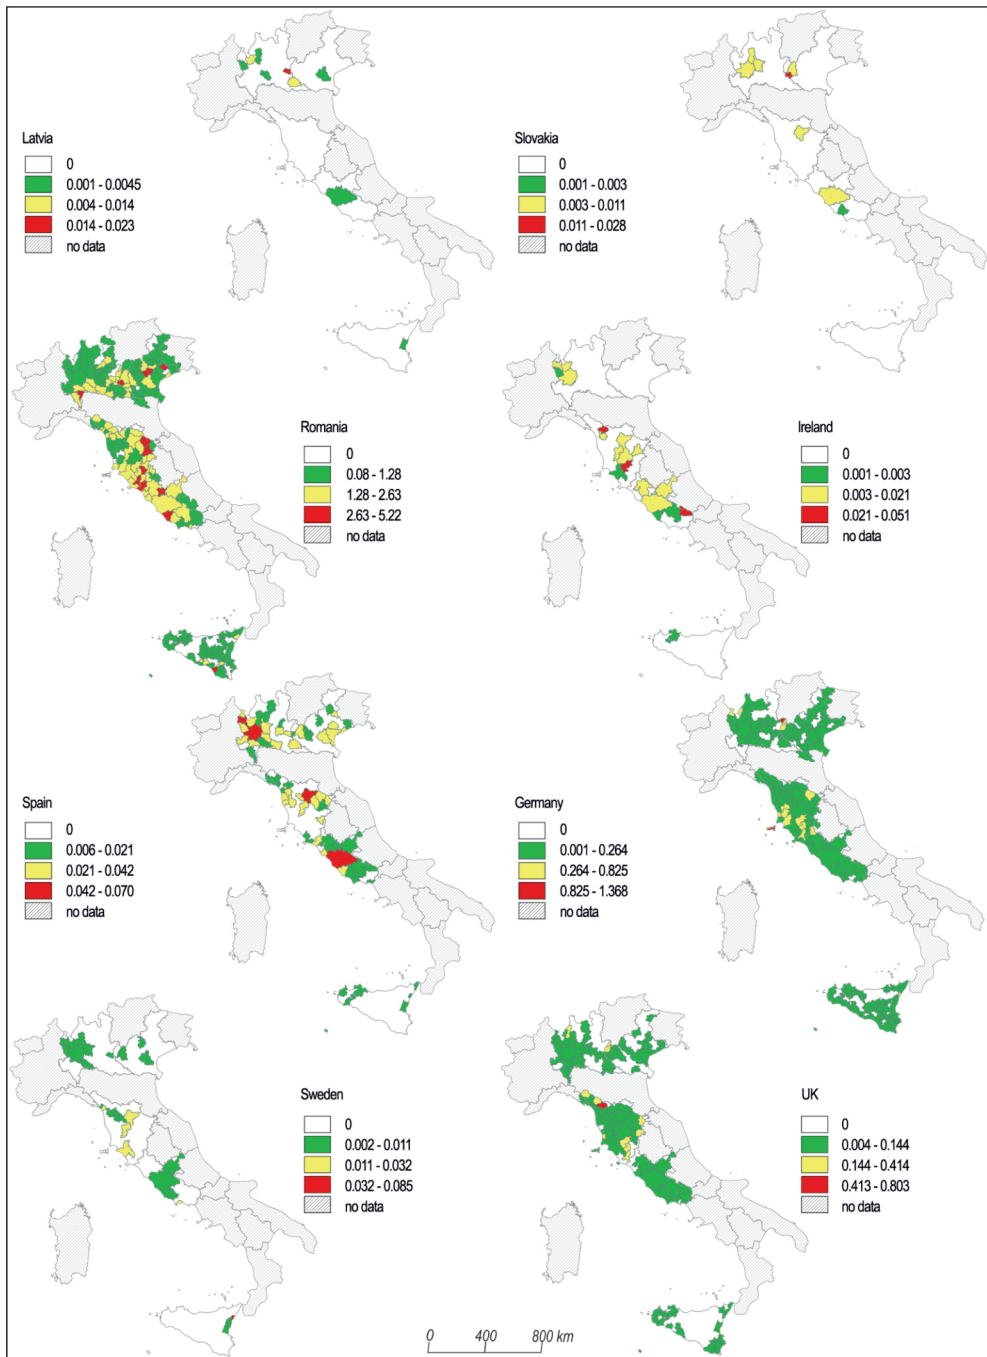 Latvia
0
0.001 - 0.0045
0.004 - 0.014
0.014 - 0.023
no data
Slovakia
0
0.001 - 0.003
0.003 - 0.011
0.011 - 0.028
no data
Romania
0
0.08 - 1.28
1.28 - 2.63
2.63 - 5.22
no data
Ireland
0
0.001 - 0.003
0.003 - 0.021
0.021 - 0.051
no data
Spain
0
0.006 - 0.021
0.021 - 0.042
0.042 - 0.070
no data
Germany
0
0.001 - 0.264
0.264 - 0.825
0.825 - 1.368
no data
Sweden
0
0.002 - 0.011
0.011 - 0.032
0.032 - 0.085
no data
UK
0
0.004 - 0.144
0.144 - 0.414
0.413 - 0.803
no data
0 400 800 km